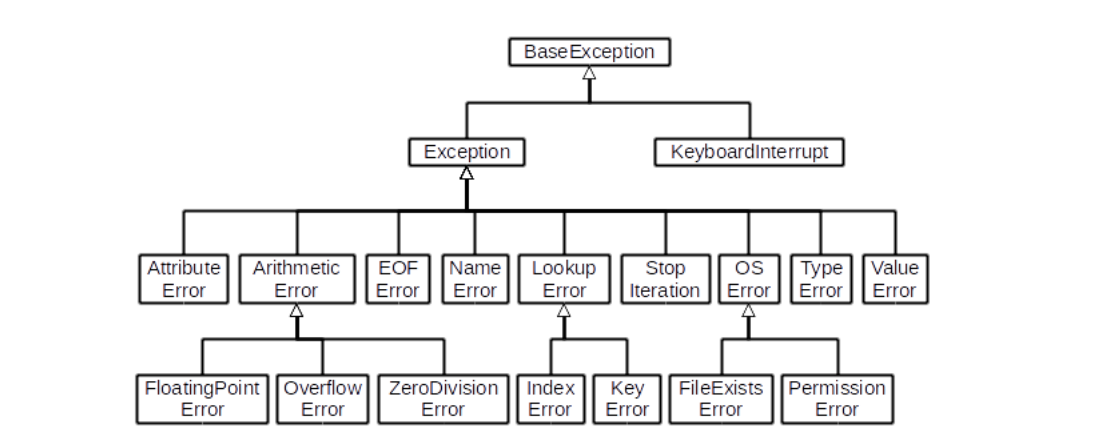 BaseException
Exception
KeyboardInterrupt
Attribute
Error
Arithmetic
Error
EOF
Error
Name
Error
Lookup
Error
Stop
Iteration
OS
Error
Type
Error
Value
Error
FloatingPoint
Error
Overflow
Error
ZeroDivision
Error
Index
Error
Key
Error
FileExists
Error
Permission
Error